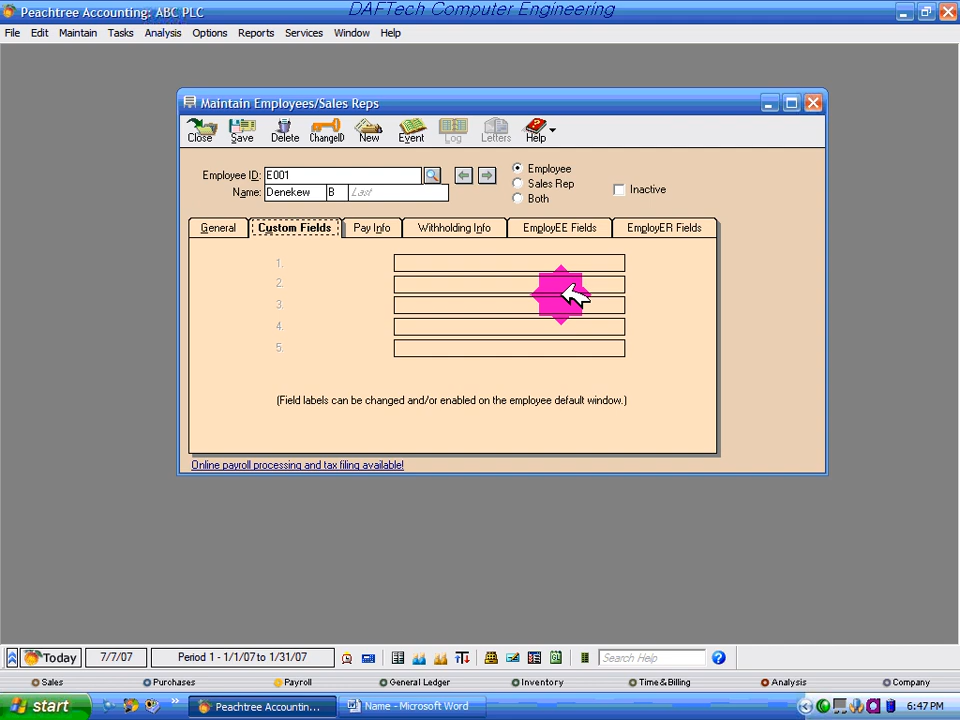 Peachtree Accounting: ABC PLC
DAFTech Computer Engineering
File Edit Maintain Tasks Analysis Options Reports Services Window Help
Maintain Employees/Sales Reps
Close Save Delete ChangeID New Event Log Letters Help
Employee ID: E001
Name: Denekew B Last
Employee
Sales Rep
Both
Inactive
General Custom Fields Pay Info Withholding Info EmployEE Fields EmployER Fields
1.
2.
3.
4.
5.
(Field labels can be changed and/or enabled on the employee default window.)
Online payroll processing and tax filing available!
Today 7/7/07 Period 1 - 1/1/07 to 1/31/07 Search Help
Sales Purchases Payroll General Ledger Inventory Time & Billing Analysis Company
start Peachtree Accountin... Name - Microsoft Word 6:47 PM